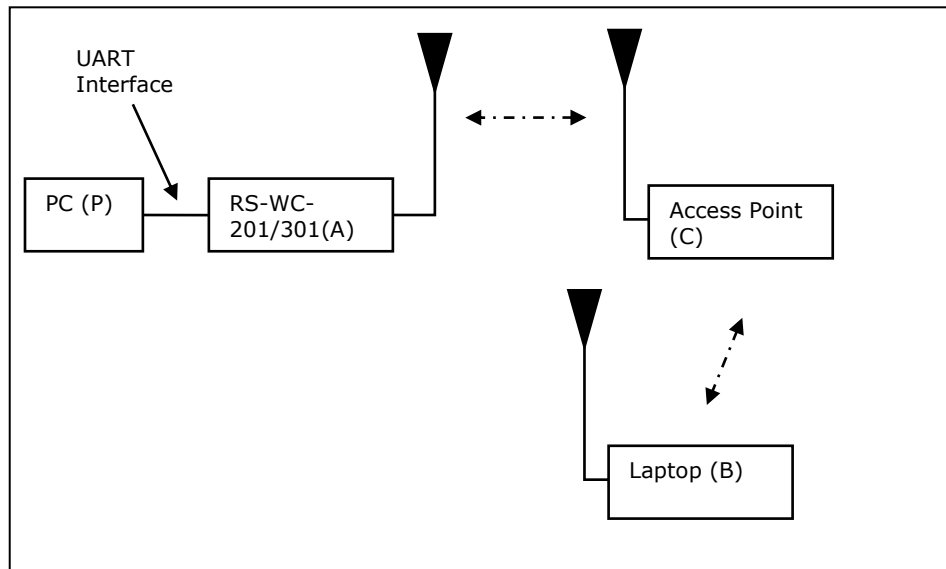 UART
Interface
PC (P)
RS-WC-
201/301(A)
Access Point
(C)
Laptop (B)